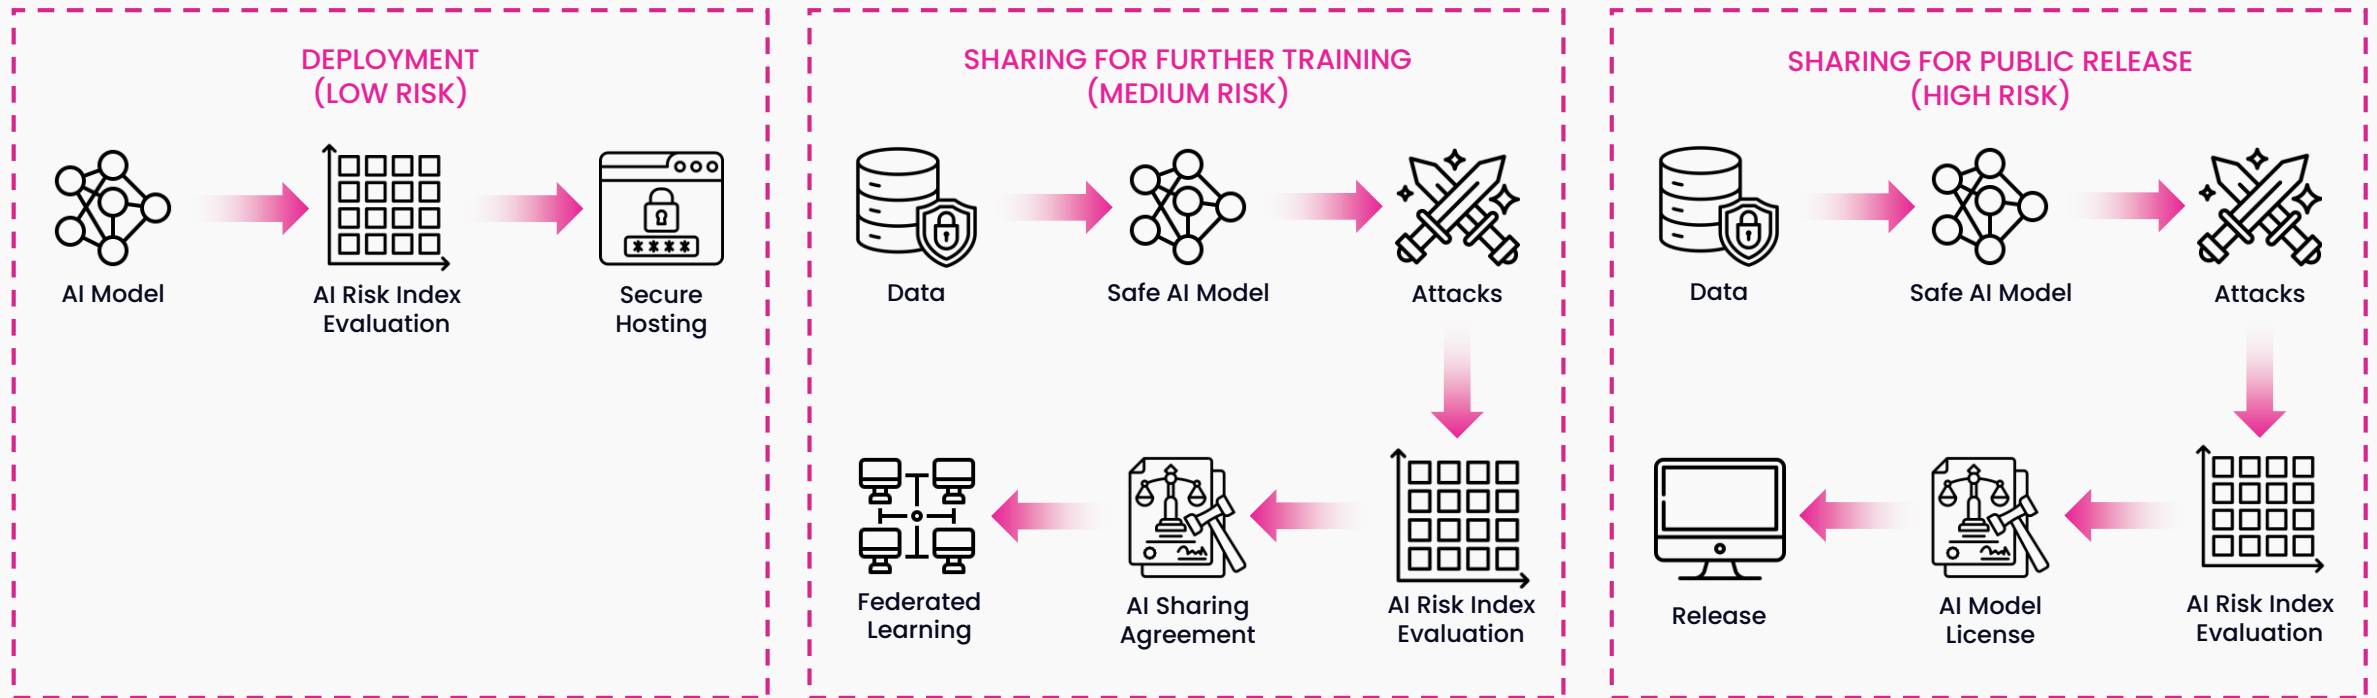 DEPLOYMENT
(LOW RISK)
AI Model
AI Risk Index
Evaluation
****
Secure
Hosting
SHARING FOR FURTHER TRAINING
(MEDIUM RISK)
Data
Safe AI Model
Attacks
Federated
Learning
AI Sharing
Agreement
AI Risk Index
Evaluation
SHARING FOR PUBLIC RELEASE
(HIGH RISK)
Data
Safe AI Model
Attacks
Release
AI Model
License
AI Risk Index
Evaluation